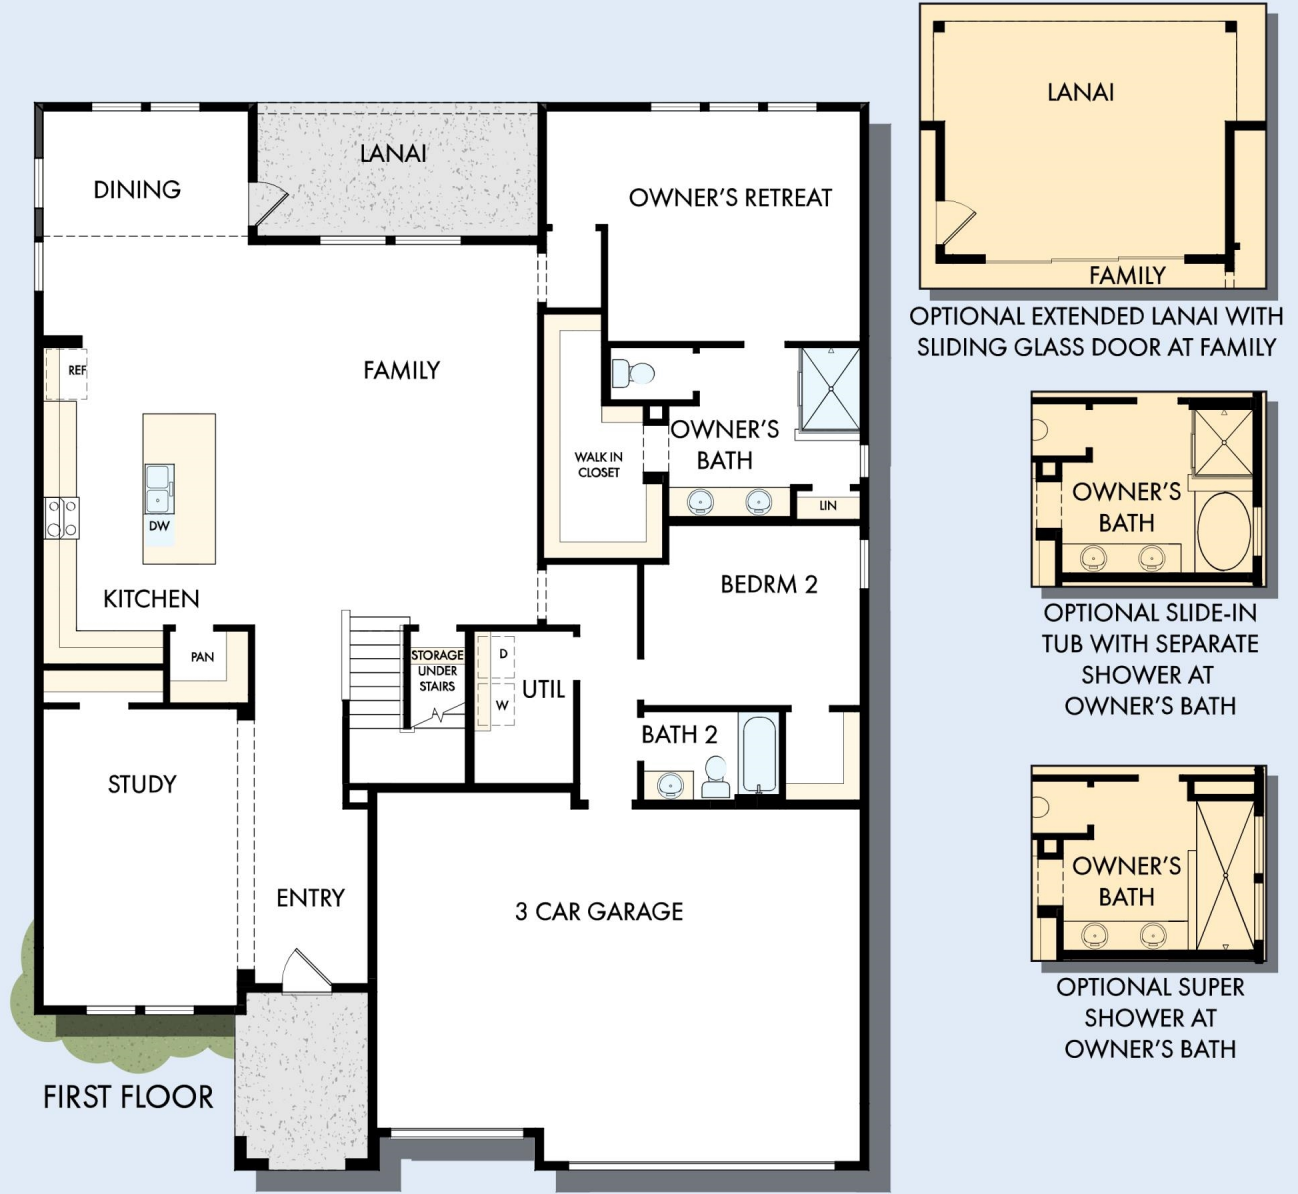 LANAI
DINING
OWNER'S RETREAT
FAMILY
REF
DW
KITCHEN
PAN
WALK IN
CLOSET
OWNER'S
BATH
LIN
BEDRM 2
STORAGE
UNDER
STAIRS
D
W
UTIL
BATH 2
STUDY
ENTRY
3 CAR GARAGE
FIRST FLOOR
LANAI
FAMILY
OPTIONAL EXTENDED LANAI WITH
SLIDING GLASS DOOR AT FAMILY
OWNER'S
BATH
OPTIONAL SLIDE-IN
TUB WITH SEPARATE
SHOWER AT
OWNER'S BATH
OWNER'S
BATH
OPTIONAL SUPER
SHOWER AT
OWNER'S BATH